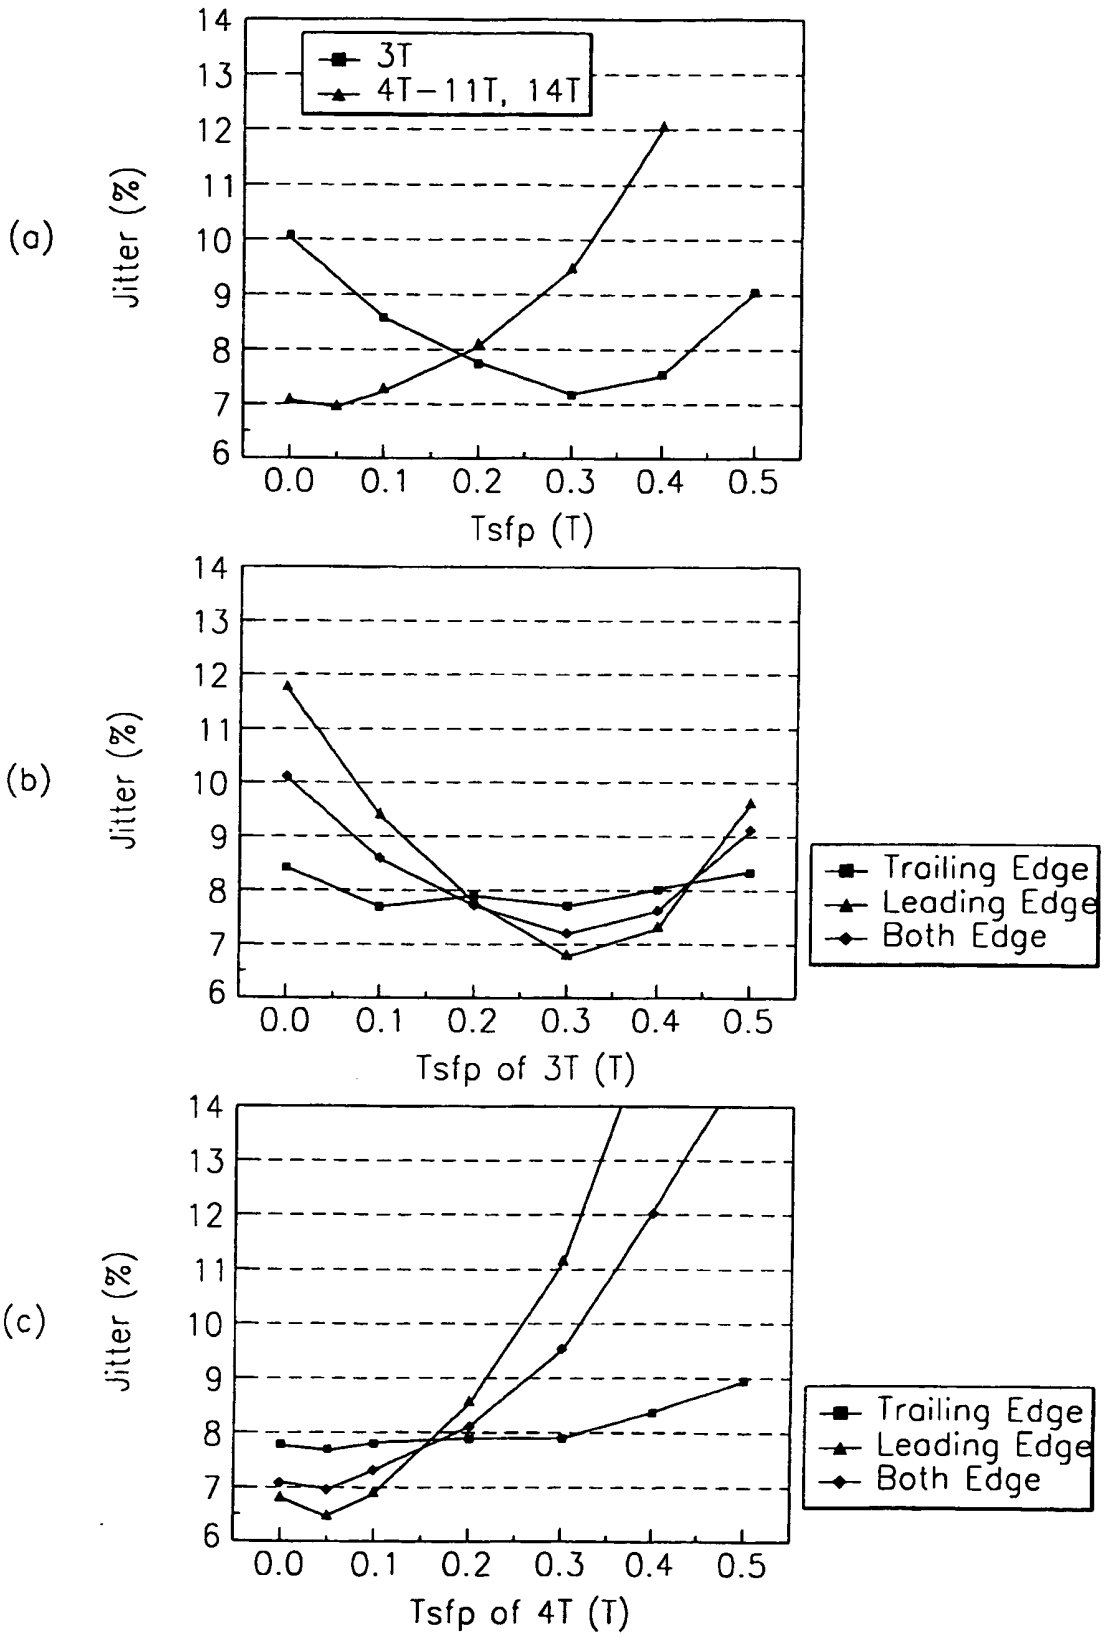 14
3T
4T-11T, 14T
13
12
11
10
9
8
7
6
Jitter (%)
(a)
0.0 0.1 0.2 0.3 0.4 0.5
Tsfp (T)
14
13
12
11
10
9
8
7
6
Jitter (%)
(b)
Trailing Edge
Leading Edge
Both Edge
0.0 0.1 0.2 0.3 0.4 0.5
Tsfp of 3T (T)
14
13
12
11
10
9
8
7
6
Jitter (%)
(c)
Trailing Edge
Leading Edge
Both Edge
0.0 0.1 0.2 0.3 0.4 0.5
Tsfp of 4T (T)